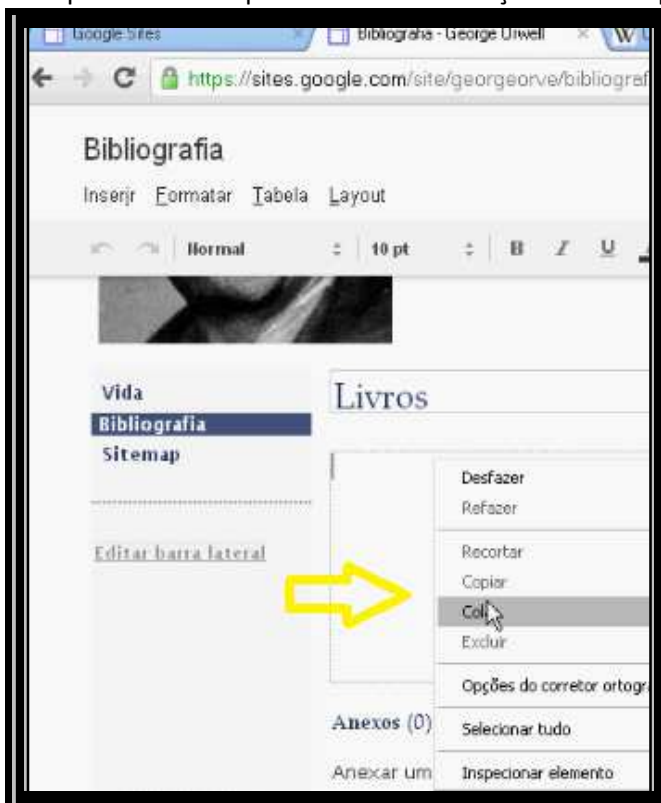 Google Sites
Bibliografia - George Orwell
W
https://sites.google.com/site/georgeorve/bibliograf
Bibliografia
Inserir Formatar Tabela Layout
Normal 10 pt B I U
Vida
Bibliografia
Sitemap
Editar barra lateral
Livros
Desfazer
Refazer
Recortar
Copiar
Excluir
Opções do corretor ortogr
Selecionar tudo
Inspecionar elemento
Anexos (0)
Anexar um